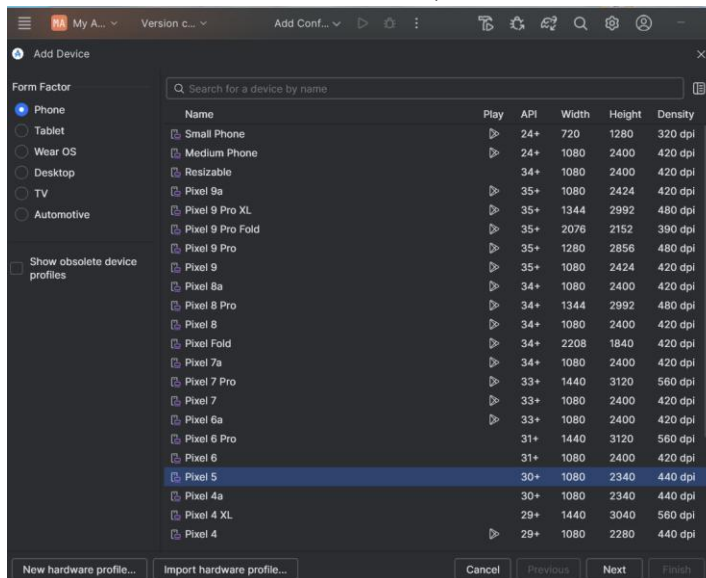 MA My A... Version c... Add Conf...
Add Device
Form Factor
Phone
Tablet
Wear OS
Desktop
TV
Automotive
Show obsolete device
profiles
Search for a device by name
Name Play API Width Height Density
Small Phone 24+ 720 1280 320 dpi
Medium Phone 24+ 1080 2400 420 dpi
Resizable 34+ 1080 2400 420 dpi
Pixel 9a 35+ 1080 2424 420 dpi
Pixel 9 Pro XL 35+ 1344 2992 480 dpi
Pixel 9 Pro Fold 35+ 2076 2152 390 dpi
Pixel 9 Pro 35+ 1280 2856 480 dpi
Pixel 9 35+ 1080 2424 420 dpi
Pixel 8a 34+ 1080 2400 420 dpi
Pixel 8 Pro 34+ 1344 2992 480 dpi
Pixel 8 34+ 1080 2400 420 dpi
Pixel Fold 34+ 2208 1840 420 dpi
Pixel 7a 34+ 1080 2400 420 dpi
Pixel 7 Pro 33+ 1440 3120 560 dpi
Pixel 7 33+ 1080 2400 420 dpi
Pixel 6a 33+ 1080 2400 420 dpi
Pixel 6 Pro 31+ 1440 3120 560 dpi
Pixel 6 31+ 1080 2400 420 dpi
Pixel 5 30+ 1080 2340 440 dpi
Pixel 4a 30+ 1080 2340 440 dpi
Pixel 4 XL 29+ 1440 3040 560 dpi
Pixel 4 29+ 1080 2280 440 dpi
New hardware profile... Import hardware profile... Cancel Previous Next Finish